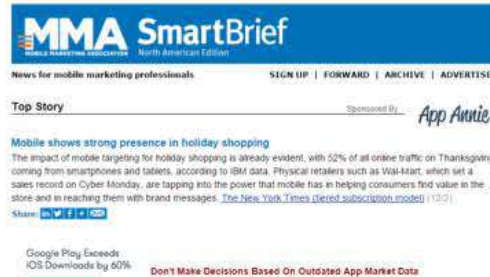 MMA SmartBrief
MOBILE MARKETING ASSOCIATION North American Edition
News for mobile marketing professionals SIGN UP | FORWARD | ARCHIVE | ADVERTISE
Top Story Sponsored By App Annie
Mobile shows strong presence in holiday shopping
The impact of mobile targeting for holiday shopping is already evident, with 52% of all online traffic on Thanksgiving
coming from smartphones and tablets, according to IBM data. Physical retailers such as Wal-Mart, which set a
sales record on Cyber Monday, are tapping into the power that mobile has in helping consumers find value in the
store and in reaching them with brand messages. The New York Times (tiered subscription model) (12/2)
Share:
Google Play Exceeds
iOS Downloads by 60% Don't Make Decisions Based On Outdated App Market Data